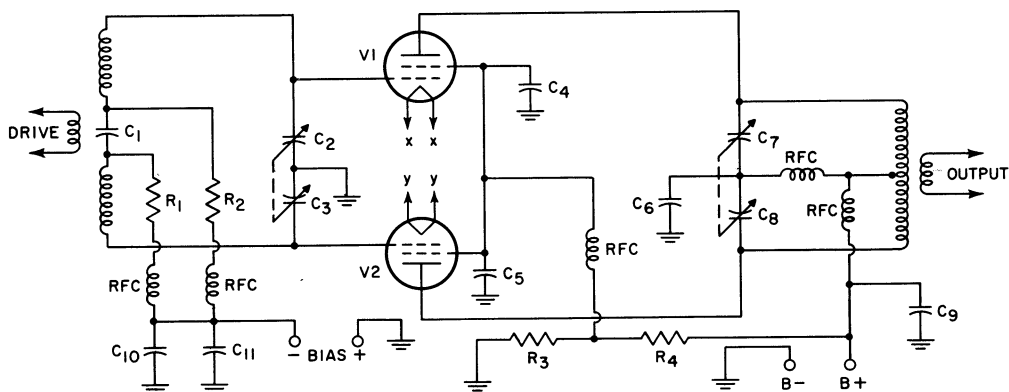 V1
C4
DRIVE
C1
C2
x x
C7
RFC
OUTPUT
R1
R2
y y
C3
C6
C8
RFC
V2
C5
RFC
RFC
RFC
C10
C11
- BIAS +
R3
R4
C9
B-
B+